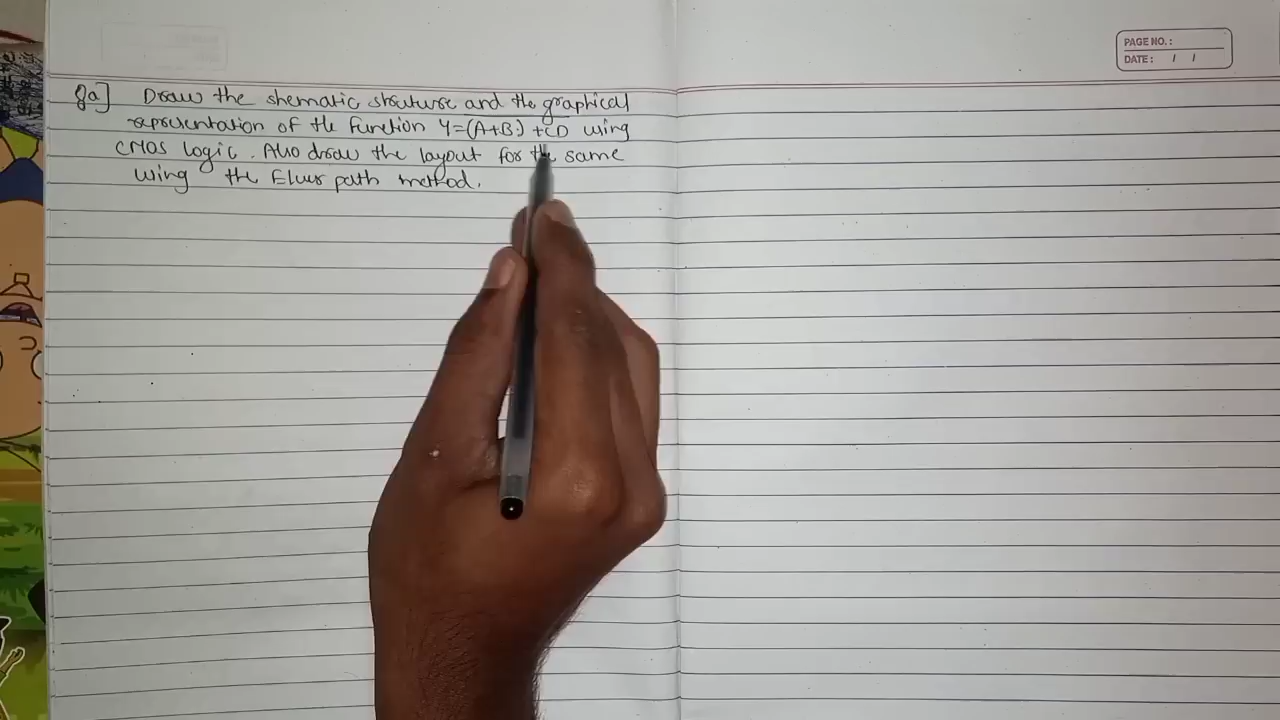 Qa] Draw the shematic structure and the graphical
representation of the function Y=(A+B) +CD using
CMOS logic. Also draw the layout for the same
using the Eluer path method.
PAGE NO. :
DATE : / /